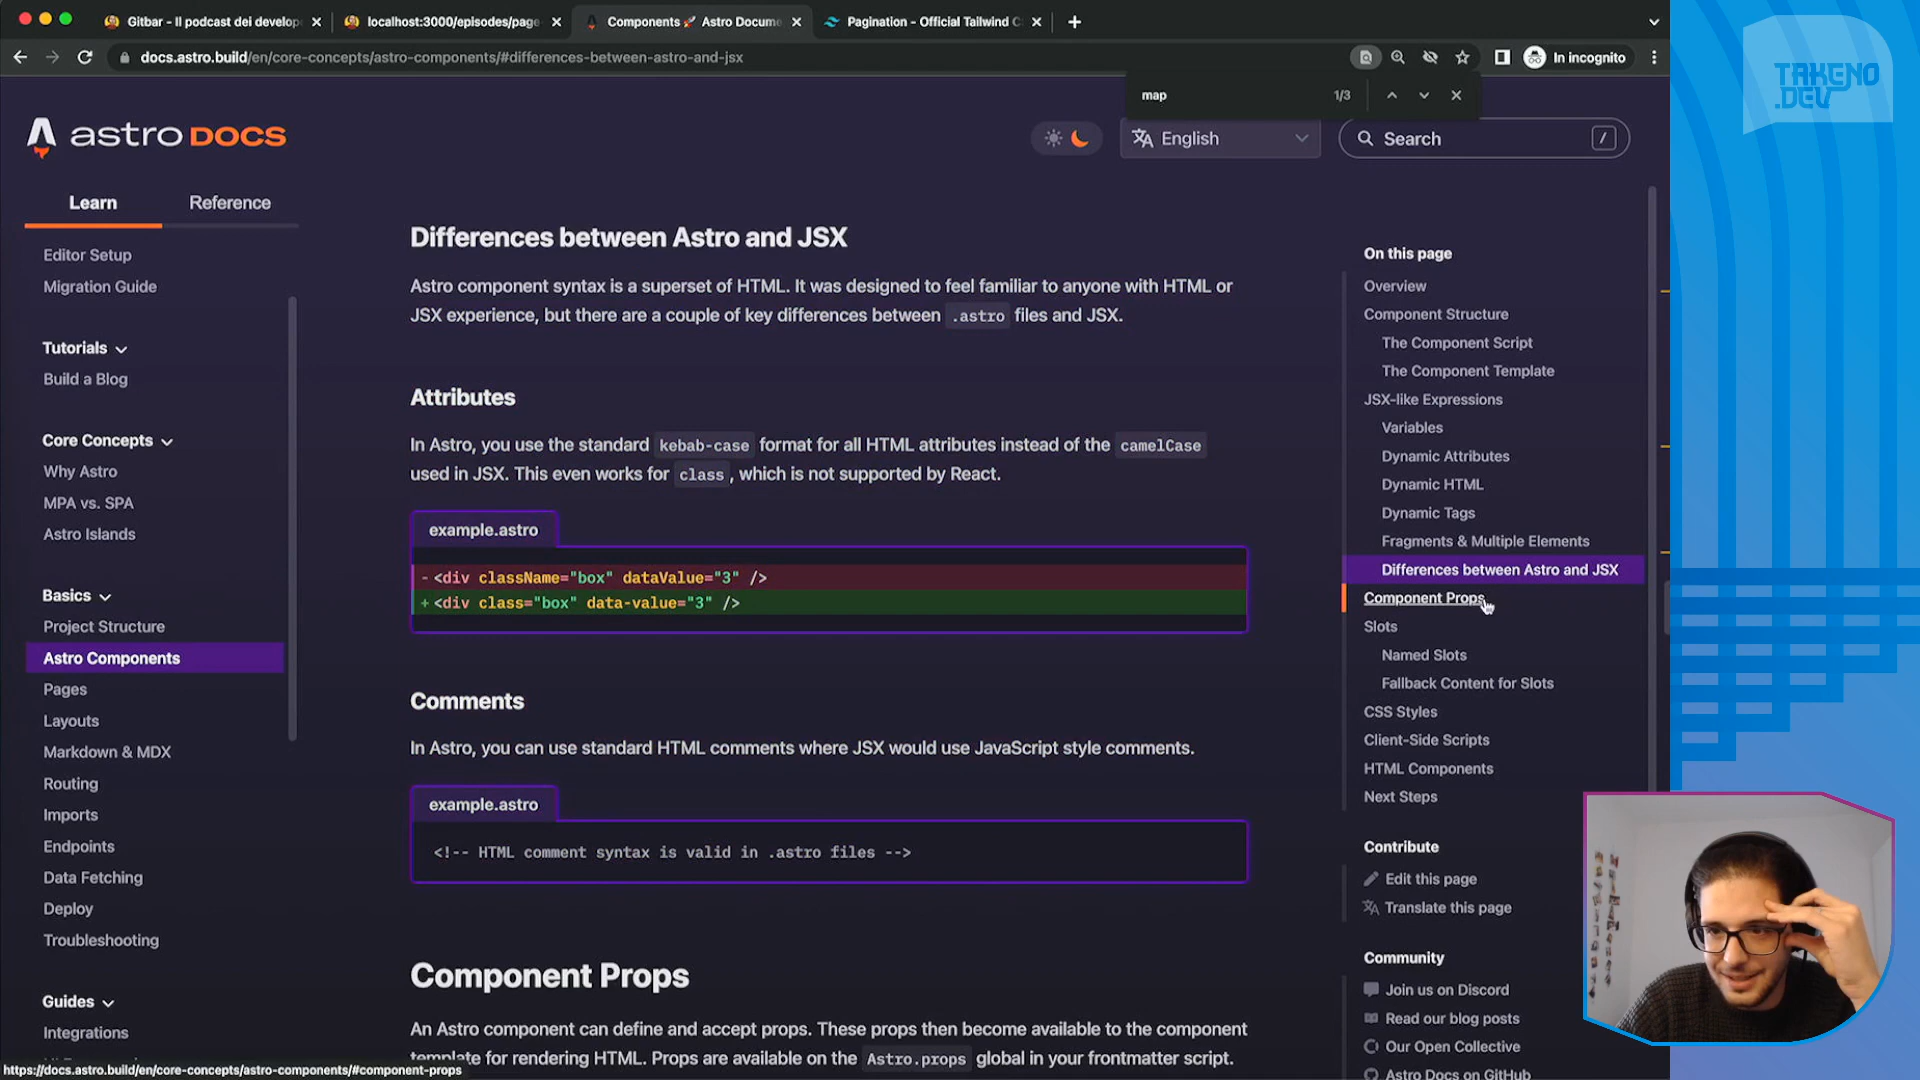 Gitbar - Il podcast dei develop
localhost:3000/episodes/page
Components 🚀 Astro Docume
Pagination - Official Tailwind C
docs.astro.build/en/core-concepts/astro-components/#differences-between-astro-and-jsx
In incognito
map
1/3
TAKENO
.DEV
astro DOCS
English
Search
/
Learn
Reference
Editor Setup
Migration Guide
Tutorials
Build a Blog
Core Concepts
Why Astro
MPA vs. SPA
Astro Islands
Basics
Project Structure
Astro Components
Pages
Layouts
Markdown & MDX
Routing
Imports
Endpoints
Data Fetching
Deploy
Troubleshooting
Guides
Integrations
Differences between Astro and JSX
Astro component syntax is a superset of HTML. It was designed to feel familiar to anyone with HTML or
JSX experience, but there are a couple of key differences between .astro files and JSX.
Attributes
In Astro, you use the standard kebab-case format for all HTML attributes instead of the camelCase
used in JSX. This even works for class, which is not supported by React.
example.astro
- <div className="box" dataValue="3" />
+ <div class="box" data-value="3" />
Comments
In Astro, you can use standard HTML comments where JSX would use JavaScript style comments.
example.astro
<!-- HTML comment syntax is valid in .astro files -->
Component Props
An Astro component can define and accept props. These props then become available to the component
template for rendering HTML. Props are available on the Astro.props global in your frontmatter script.
On this page
Overview
Component Structure
The Component Script
The Component Template
JSX-like Expressions
Variables
Dynamic Attributes
Dynamic HTML
Dynamic Tags
Fragments & Multiple Elements
Differences between Astro and JSX
Component Props
Slots
Named Slots
Fallback Content for Slots
CSS Styles
Client-Side Scripts
HTML Components
Next Steps
Contribute
Edit this page
Translate this page
Community
Join us on Discord
Read our blog posts
Our Open Collective
Astro Docs on GitHub
https://docs.astro.build/en/core-concepts/astro-components/#component-props